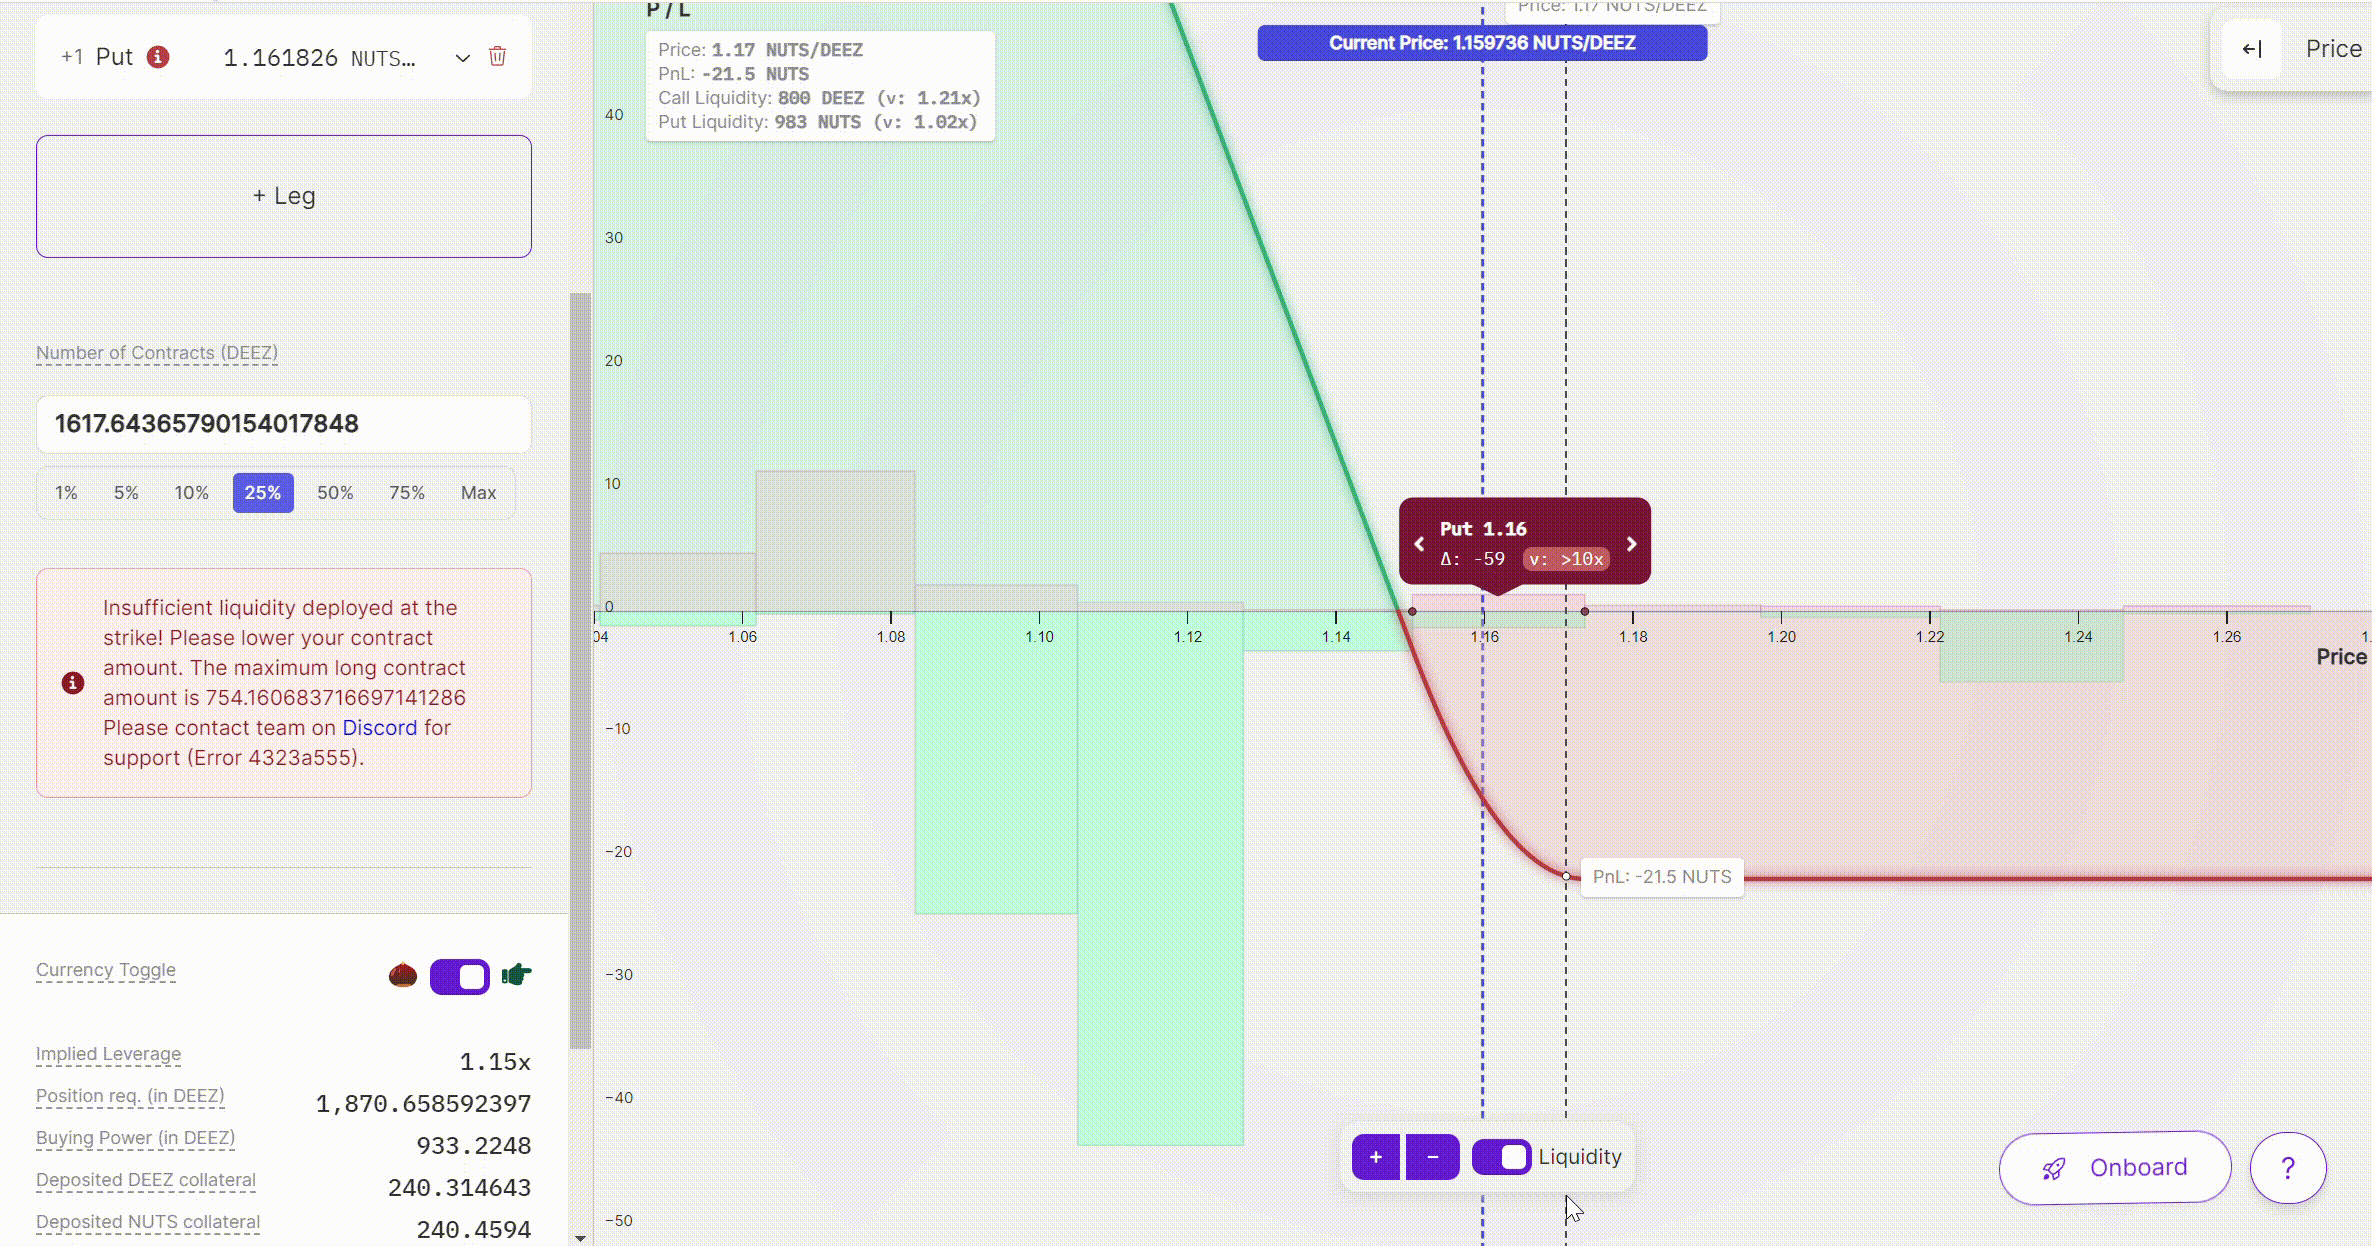 +1 Put 1.161826 NUTS...
+ Leg
Number of Contracts (DEEZ)
1617.64365790154017848
1% 5% 10% 25% 50% 75% Max
Insufficient liquidity deployed at the
strike! Please lower your contract
amount. The maximum long contract
amount is 754.160683716697141286
Please contact team on Discord for
support (Error 4323a555).
Currency Toggle
Implied Leverage 1.15x
Position req. (in DEEZ) 1,870.658592397
Buying Power (in DEEZ) 933.2248
Deposited DEEZ collateral 240.314643
Deposited NUTS collateral 240.4594
P / L
Price: 1.17 NUTS/DEEZ
PnL: -21.5 NUTS
Call Liquidity: 800 DEEZ (v: 1.21x)
Put Liquidity: 983 NUTS (v: 1.02x)
Price: 1.17 NUTS/DEEZ
Current Price: 1.159736 NUTS/DEEZ
Price
40
30
20
10
0
−10
−20
−30
−40
−50
Put 1.16
Δ: -59 v: >10x
04 1.06 1.08 1.10 1.12 1.14 1.16 1.18 1.20 1.22 1.24 1.26 1.
Price
PnL: -21.5 NUTS
+ − Liquidity
Onboard
?